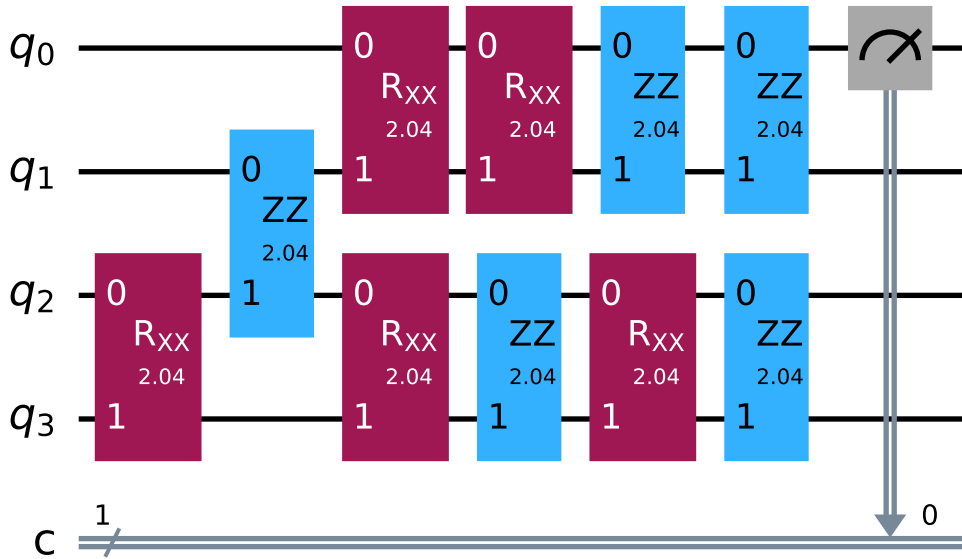 q0 0 0 0 0
RXX RXX ZZ ZZ
2.04 2.04 2.04 2.04
q1 0 1 1 1 1
ZZ
2.04
q2 0 1 0 0 0 0
RXX RXX ZZ RXX ZZ
2.04 2.04 2.04 2.04 2.04
q3 1 1 1 1 1
1 0
c